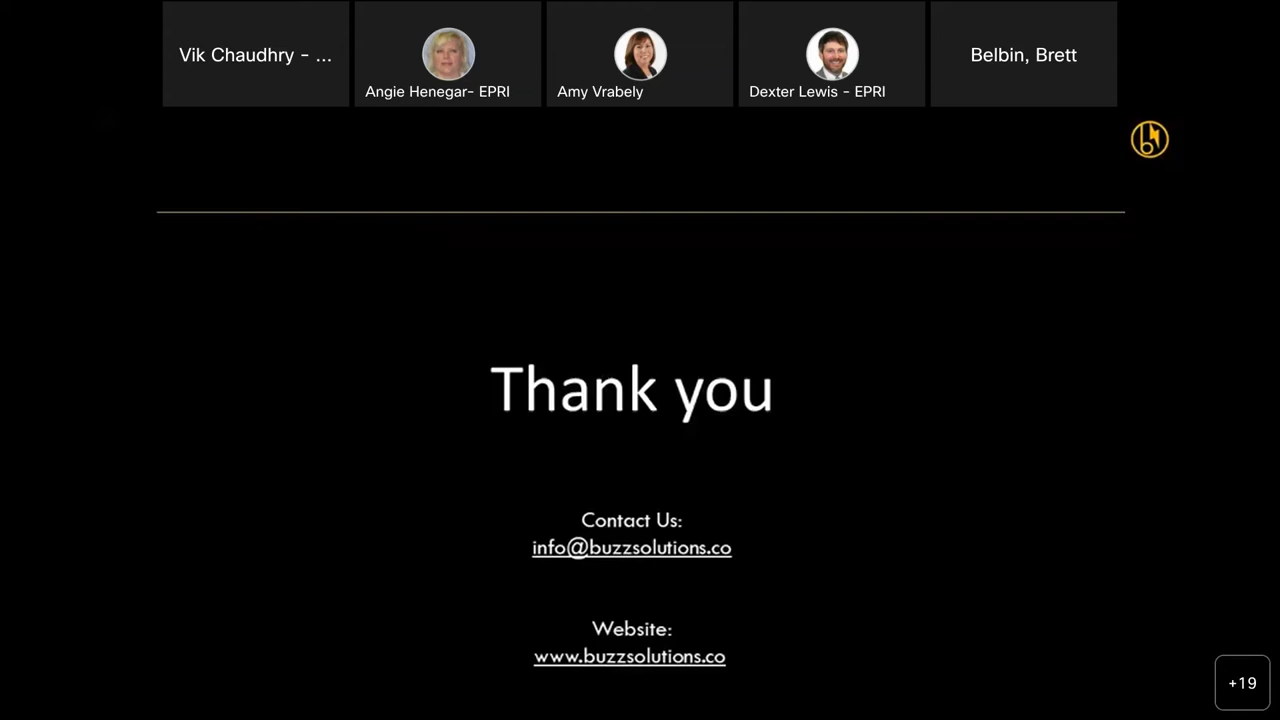 Vik Chaudhry - ...
Angie Henegar- EPRI
Amy Vrabely
Dexter Lewis - EPRI
Belbin, Brett
Thank you
Contact Us:
info@buzzsolutions.co
Website:
www.buzzsolutions.co
+19